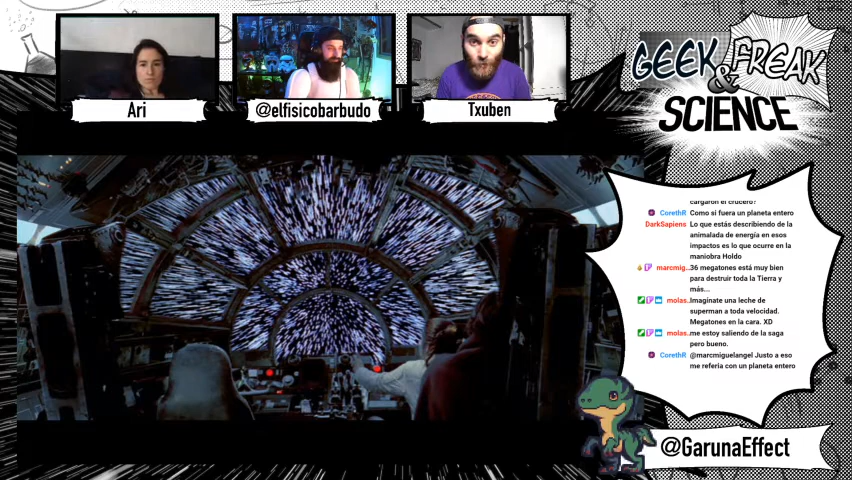 GEEK
&
FREAK
SCIENCE
Ari
@elfisicobarbudo
Txuben
cargaron el crucero?
CorethR Como si fuera un planeta entero
DarkSapiens Lo que estás describiendo de la
animalada de energía en esos
impactos es lo que ocurre en la
maniobra Holdo
marcmig.. 36 megatones está muy bien
para destruir toda la Tierra y
más...
molas.. Imagínate una leche de
superman a toda velocidad.
Megatones en la cara. XD
molas.. me estoy saliendo de la saga
pero bueno.
CorethR @marcmiguelangel Justo a eso
me referia con un planeta entero
@GarunaEffect